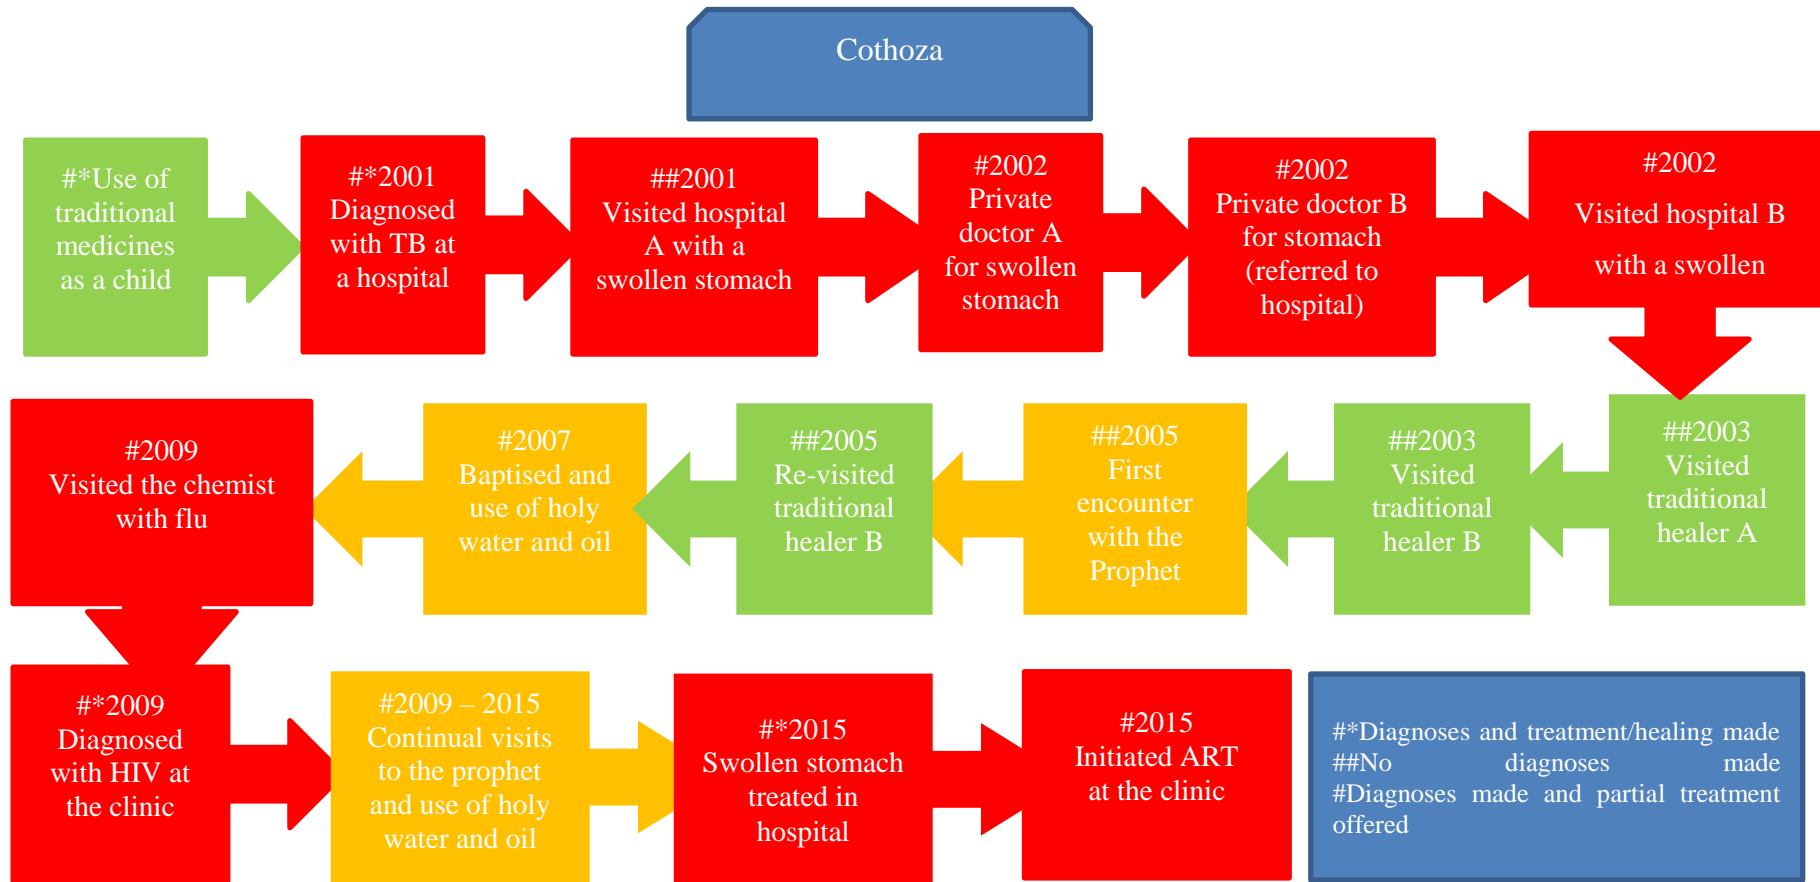 Cothoza
#*Use of
traditional
medicines
as a child
#*2001
Diagnosed
with TB at
a hospital
##2001
Visited hospital
A with a
swollen stomach
#2002
Private
doctor A
for swollen
stomach
#2002
Private doctor B
for stomach
(referred to
hospital)
#2002
Visited hospital B
with a swollen
##2003
Visited
traditional
healer A
##2003
Visited
traditional
healer B
##2005
First
encounter
with the
Prophet
##2005
Re-visited
traditional
healer B
#2007
Baptised and
use of holy
water and oil
#2009
Visited the chemist
with flu
#*2009
Diagnosed
with HIV at
the clinic
#2009 – 2015
Continual visits
to the prophet
and use of holy
water and oil
#*2015
Swollen stomach
treated in
hospital
#2015
Initiated ART
at the clinic
#*Diagnoses and treatment/healing made
##No diagnoses made
#Diagnoses made and partial treatment
offered